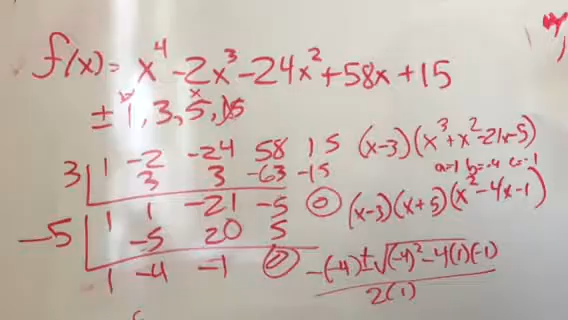 f(x)= x⁴-2x³-24x²+58x+15
±1, 3, 5, 15
3 | 1 -2 -24 58 15
3 3 -63 -15
-5 | 1 1 -21 -5 0
-5 20 5
1 -4 -1 0
(x-3)(x³+x²-21x-5)
a=1 b=-4 c=-1
(x-3)(x+5)(x²-4x-1)
-(-4)±√(-4)²-4(1)(-1)
2(1)